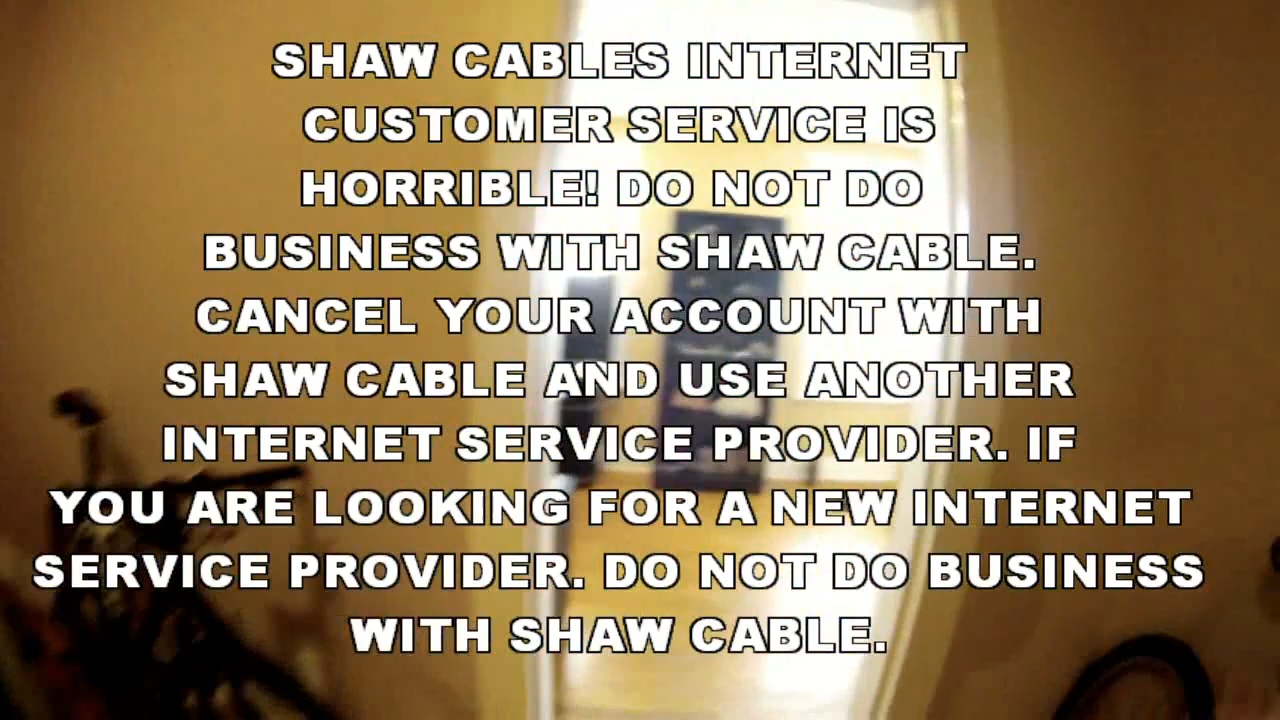 SHAW CABLES INTERNET
CUSTOMER SERVICE IS
HORRIBLE! DO NOT DO
BUSINESS WITH SHAW CABLE.
CANCEL YOUR ACCOUNT WITH
SHAW CABLE AND USE ANOTHER
INTERNET SERVICE PROVIDER. IF
YOU ARE LOOKING FOR A NEW INTERNET
SERVICE PROVIDER. DO NOT DO BUSINESS
WITH SHAW CABLE.